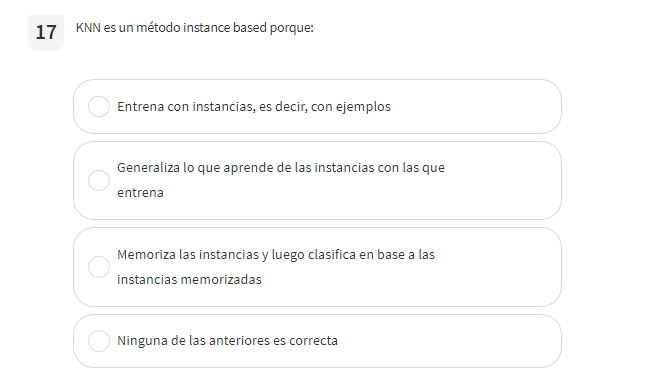 17 KNN es un método instance based porque:
Entrena con instancias, es decir, con ejemplos
Generaliza lo que aprende de las instancias con las que
entrena
Memoriza las instancias y luego clasifica en base a las
instancias memorizadas
Ninguna de las anteriores es correcta